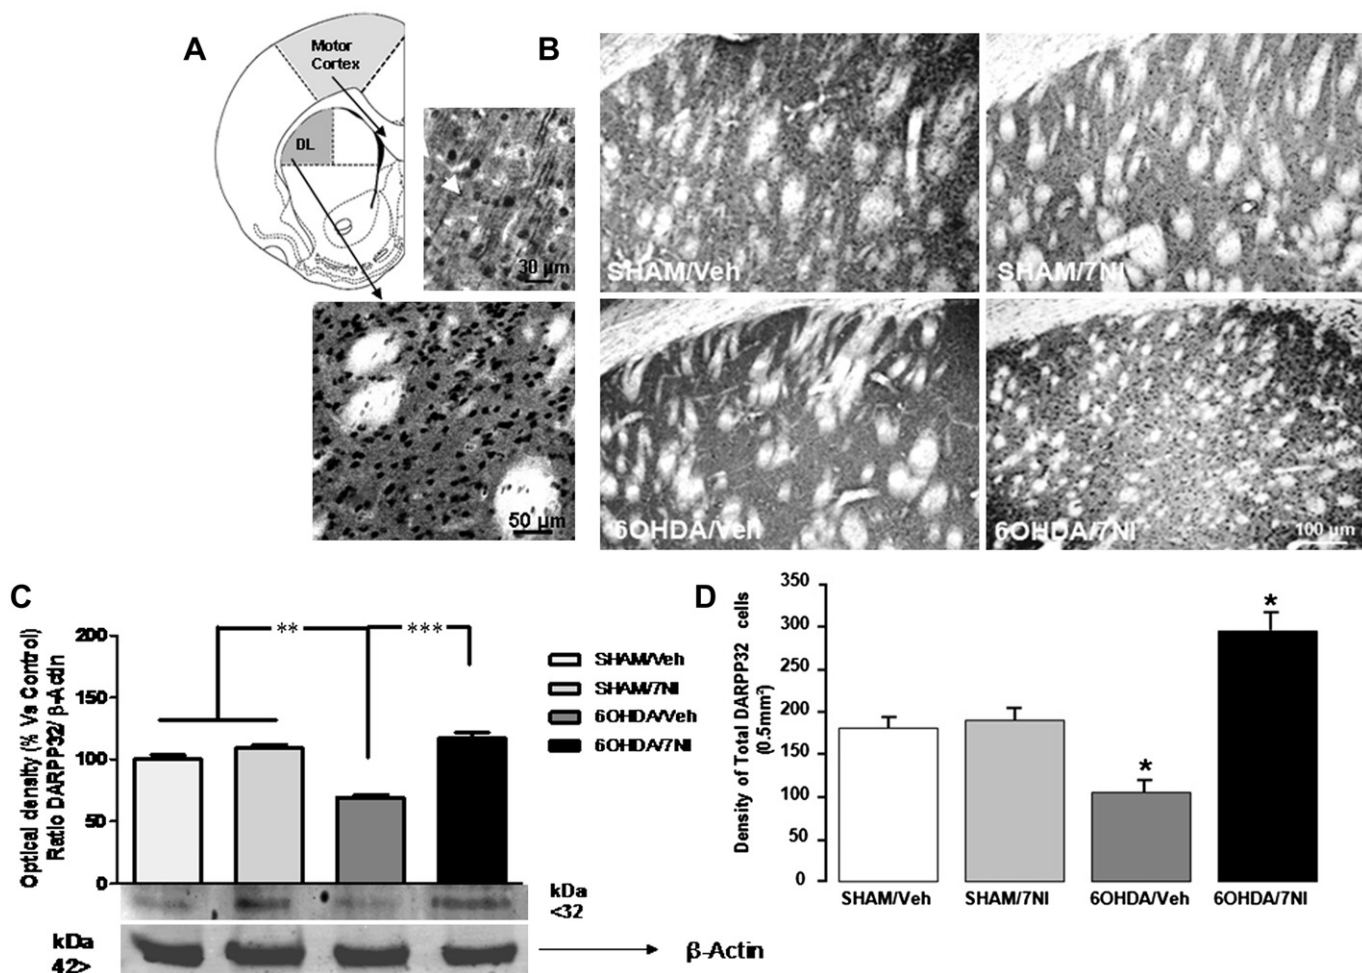 A
Motor
Cortex
DL
30 µm
50 µm
B
SHAM/Veh
SHAM/7NI
6OHDA/Veh
6OHDA/7NI
100 µm
C
Optical density (% Vs Control)
Ratio DARPP32/ β-Actin
200
150
100
50
0
**
***
SHAM/Veh
SHAM/7NI
6OHDA/Veh
6OHDA/7NI
kDa
<32
kDa
42>
β-Actin
D
Density of Total DARPP32 cells
(0.5mm²)
350
300
250
200
150
100
50
0
*
*
SHAM/Veh
SHAM/7NI
6OHDA/Veh
6OHDA/7NI